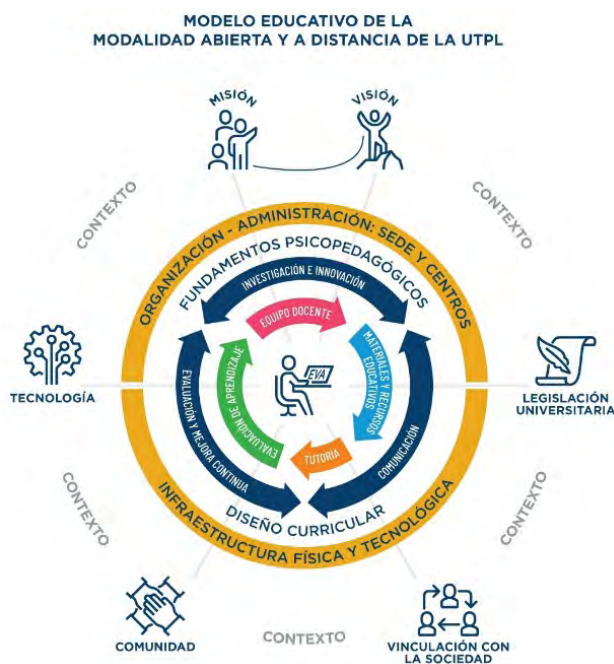 MODELO EDUCATIVO DE LA
MODALIDAD ABIERTA Y A DISTANCIA DE LA UTPL
MISIÓN
VISIÓN
CONTEXTO
CONTEXTO
ORGANIZACIÓN - ADMINISTRACIÓN: SEDE Y CENTROS
FUNDAMENTOS PSICOPEDAGÓGICOS
INVESTIGACIÓN E INNOVACIÓN
EQUIPO DOCENTE
MATERIALES Y RECURSOS
EDUCATIVOS
EVA
EVALUACIÓN DE APRENDIZAJE
TUTORIA
EVALUACIÓN Y MEJORA CONTINUA
COMUNICACIÓN
TECNOLOGÍA
LEGISLACIÓN
UNIVERSITARIA
DISEÑO CURRICULAR
INFRAESTRUCTURA FÍSICA Y TECNOLÓGICA
CONTEXTO
CONTEXTO
COMUNIDAD
CONTEXTO
VINCULACIÓN CON
LA SOCIEDAD